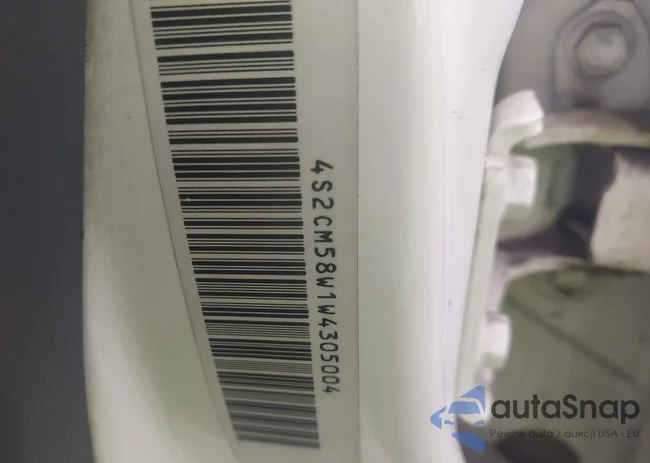 4S2CM58W1W4305004
autaSnap
Pewne auta z aukcji USA i EU